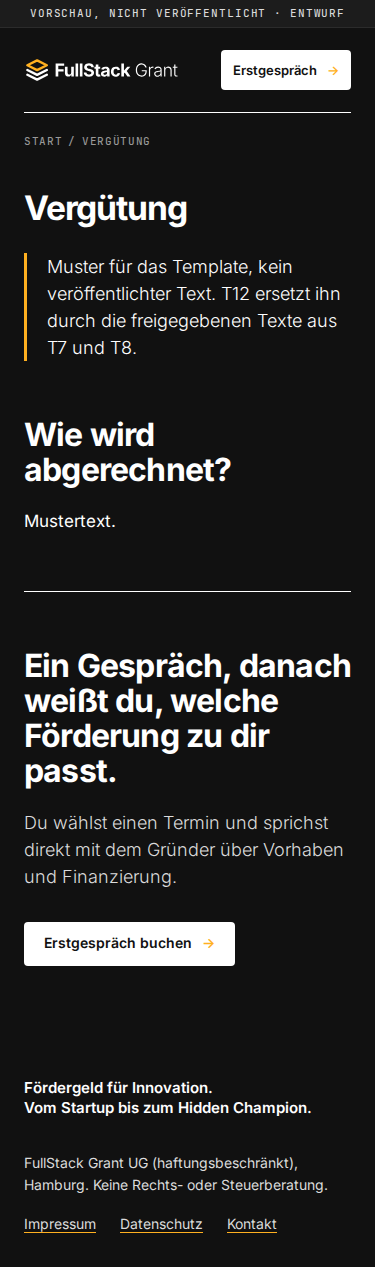 VORSCHAU, NICHT VERÖFFENTLICHT · ENTWURF
FullStack Grant
Erstgespräch →
START / VERGÜTUNG
Vergütung
Muster für das Template, kein
veröffentlichter Text. T12 ersetzt ihn
durch die freigegebenen Texte aus
T7 und T8.
Wie wird
abgerechnet?
Mustertext.
Ein Gespräch, danach
weißt du, welche
Förderung zu dir
passt.
Du wählst einen Termin und sprichst
direkt mit dem Gründer über Vorhaben
und Finanzierung.
Erstgespräch buchen →
Fördergeld für Innovation.
Vom Startup bis zum Hidden Champion.
FullStack Grant UG (haftungsbeschränkt),
Hamburg. Keine Rechts- oder Steuerberatung.
Impressum Datenschutz Kontakt